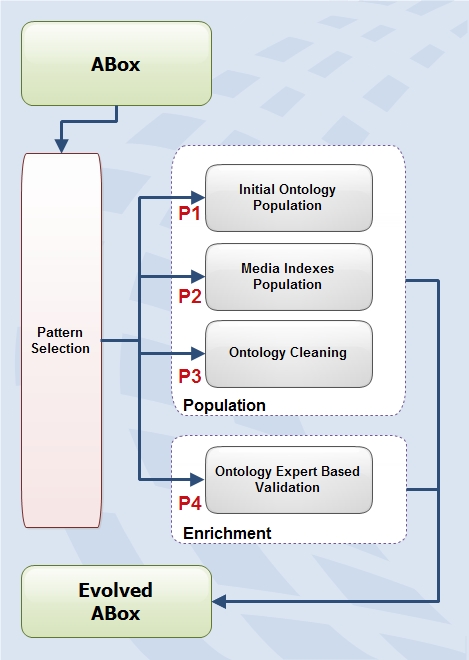 ABox
Pattern
Selection
P1
Initial Ontology
Population
P2
Media Indexes
Population
P3
Ontology Cleaning
Population
P4
Ontology Expert Based
Validation
Enrichment
Evolved
ABox